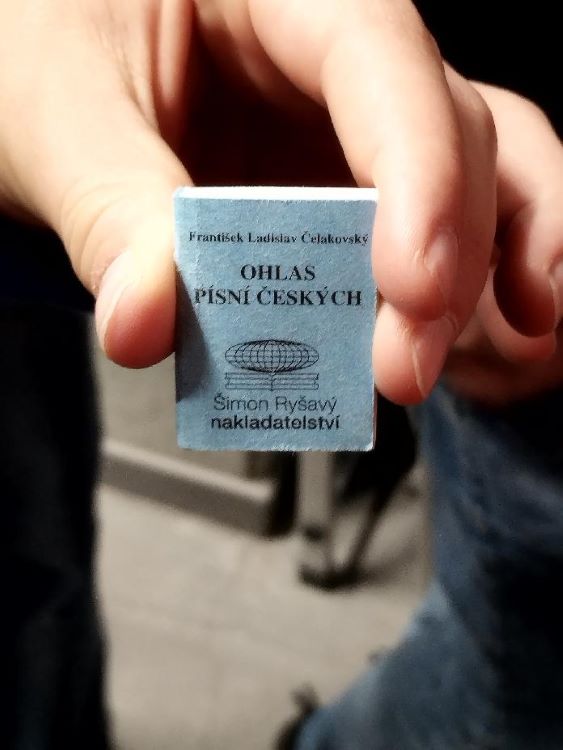 František Ladislav Čelakovský
OHLAS
PÍSNÍ ČESKÝCH
Šimon Ryšavý
nakladatelství